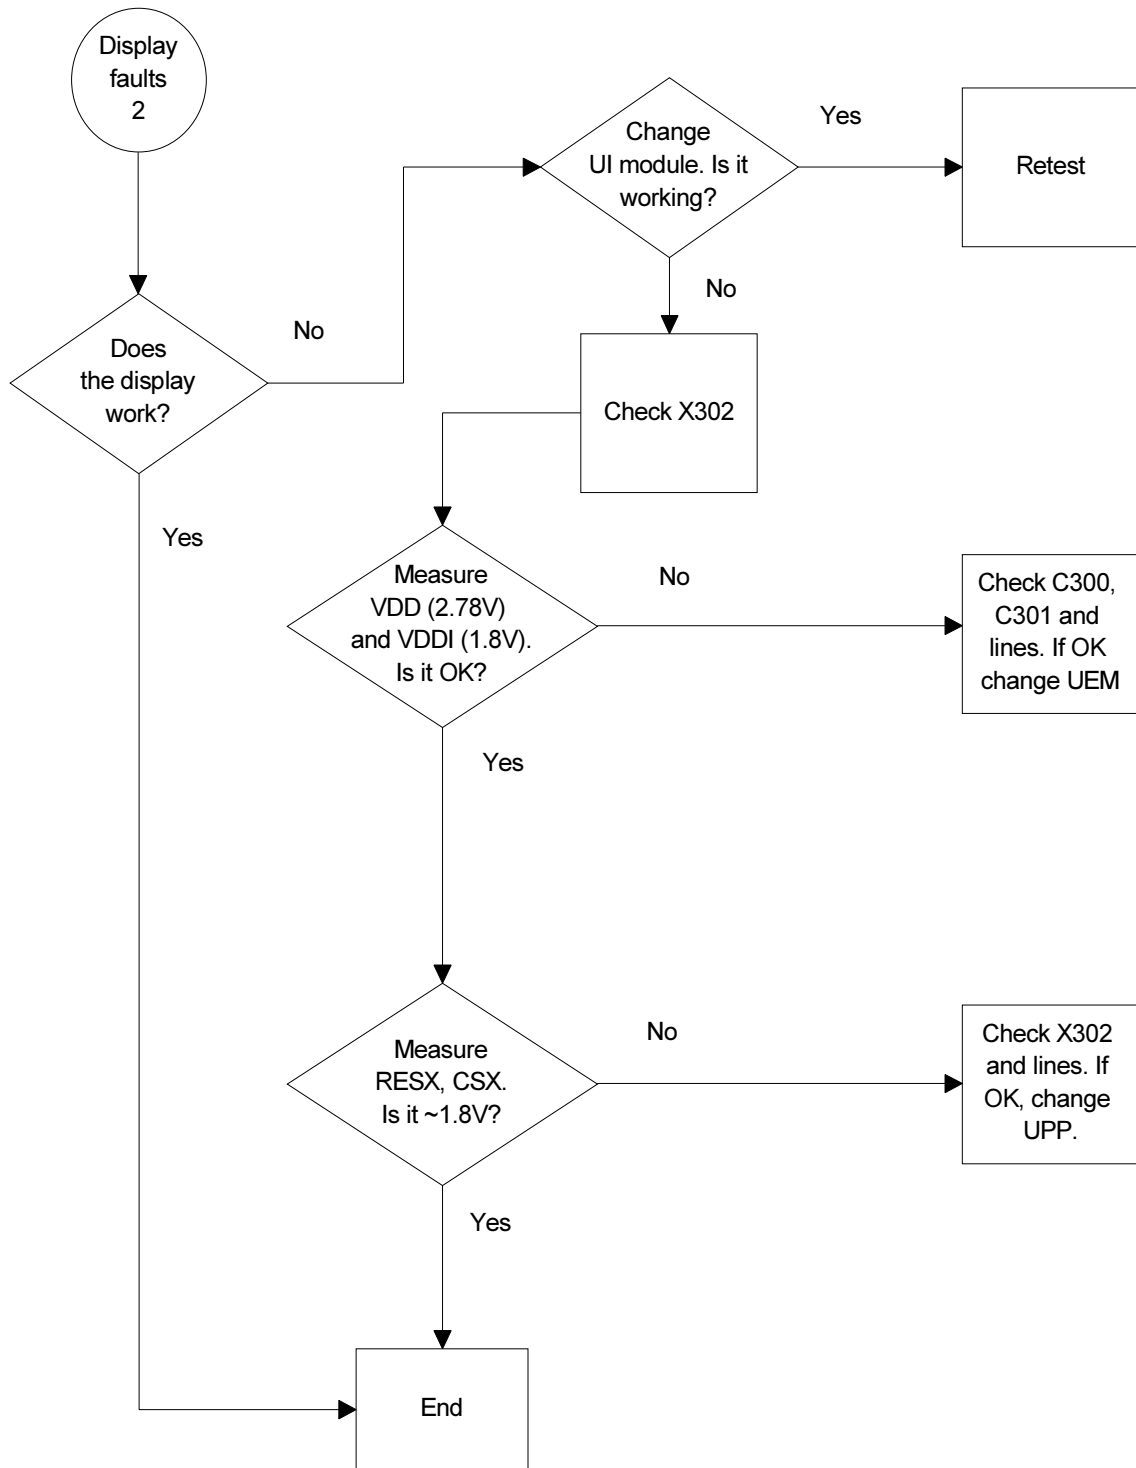 Display
faults
2
Does
the display
work?
No
Yes
Change
UI module. Is it
working?
Yes
Retest
No
Check X302
Measure
VDD (2.78V)
and VDDI (1.8V).
Is it OK?
No
Check C300,
C301 and
lines. If OK
change UEM
Yes
Measure
RESX, CSX.
Is it ~1.8V?
No
Check X302
and lines. If
OK, change
UPP.
Yes
End